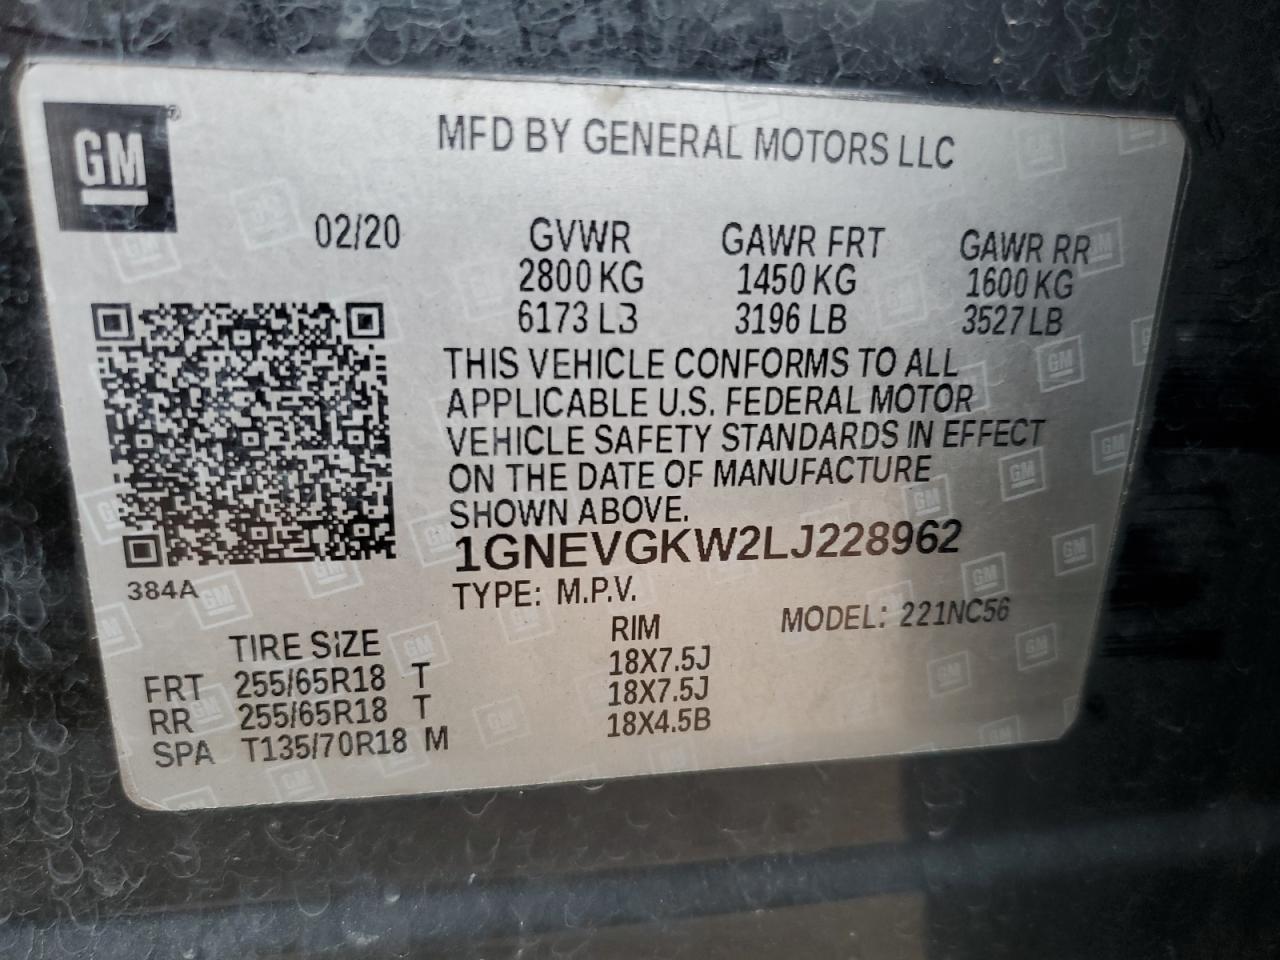 GM®
MFD BY GENERAL MOTORS LLC
02/20
GVWR GAWR FRT GAWR RR
2800 KG 1450 KG 1600 KG
6173 LB 3196 LB 3527 LB
THIS VEHICLE CONFORMS TO ALL
APPLICABLE U.S. FEDERAL MOTOR
VEHICLE SAFETY STANDARDS IN EFFECT
ON THE DATE OF MANUFACTURE
SHOWN ABOVE.
1GNEVGKW2LJ228962
384A
TYPE: M.P.V. MODEL: 221NC56
TIRE SIZE RIM
FRT 255/65R18 T 18X7.5J
RR 255/65R18 T 18X7.5J
SPA T135/70R18 M 18X4.5B